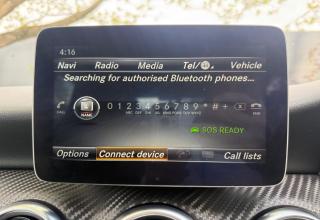 4:16
Navi Radio Media Tel/ Vehicle
Searching for authorised Bluetooth phones...
0 1 2 3 4 5 6 7 8 9 * # +
NAME
SOS READY
Options Connect device Call lists